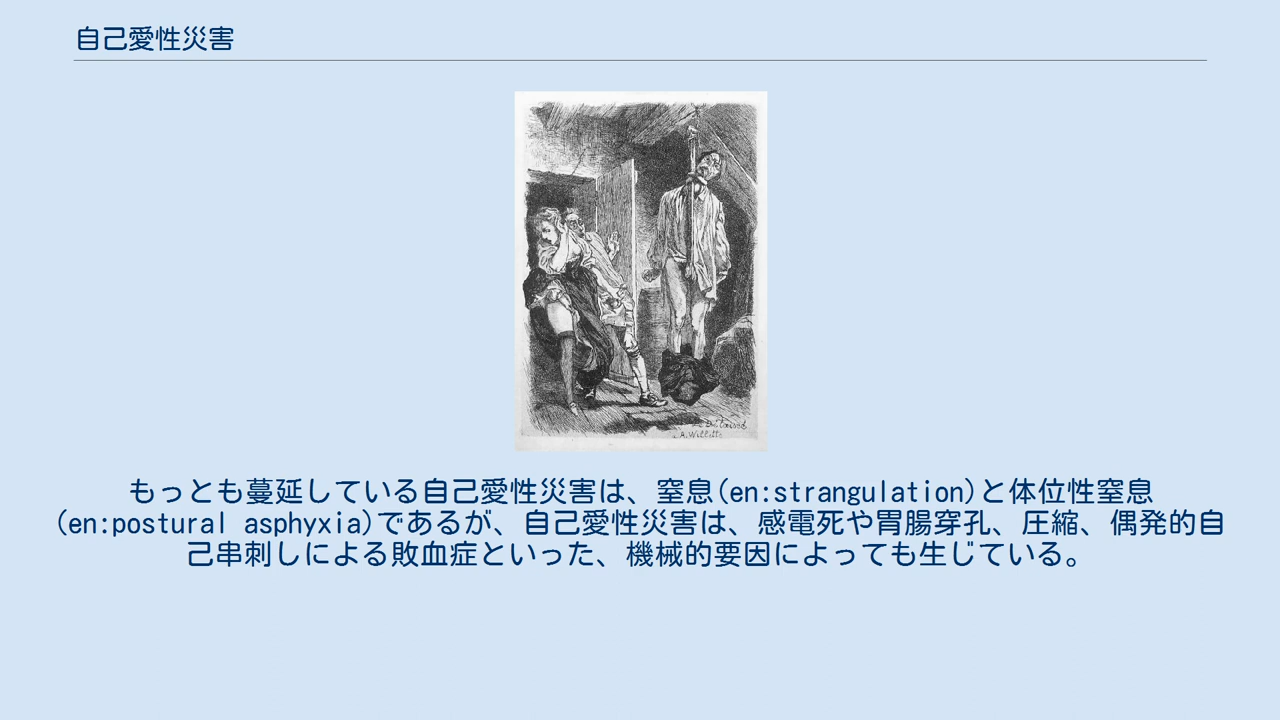 自己愛性災害
A.Willette
もっとも蔓延している自己愛性災害は、窒息(en:strangulation)と体位性窒息
(en:postural asphyxia)であるが、自己愛性災害は、感電死や胃腸穿孔、圧縮、偶発的自
己串刺しによる敗血症といった、機械的要因によっても生じている。